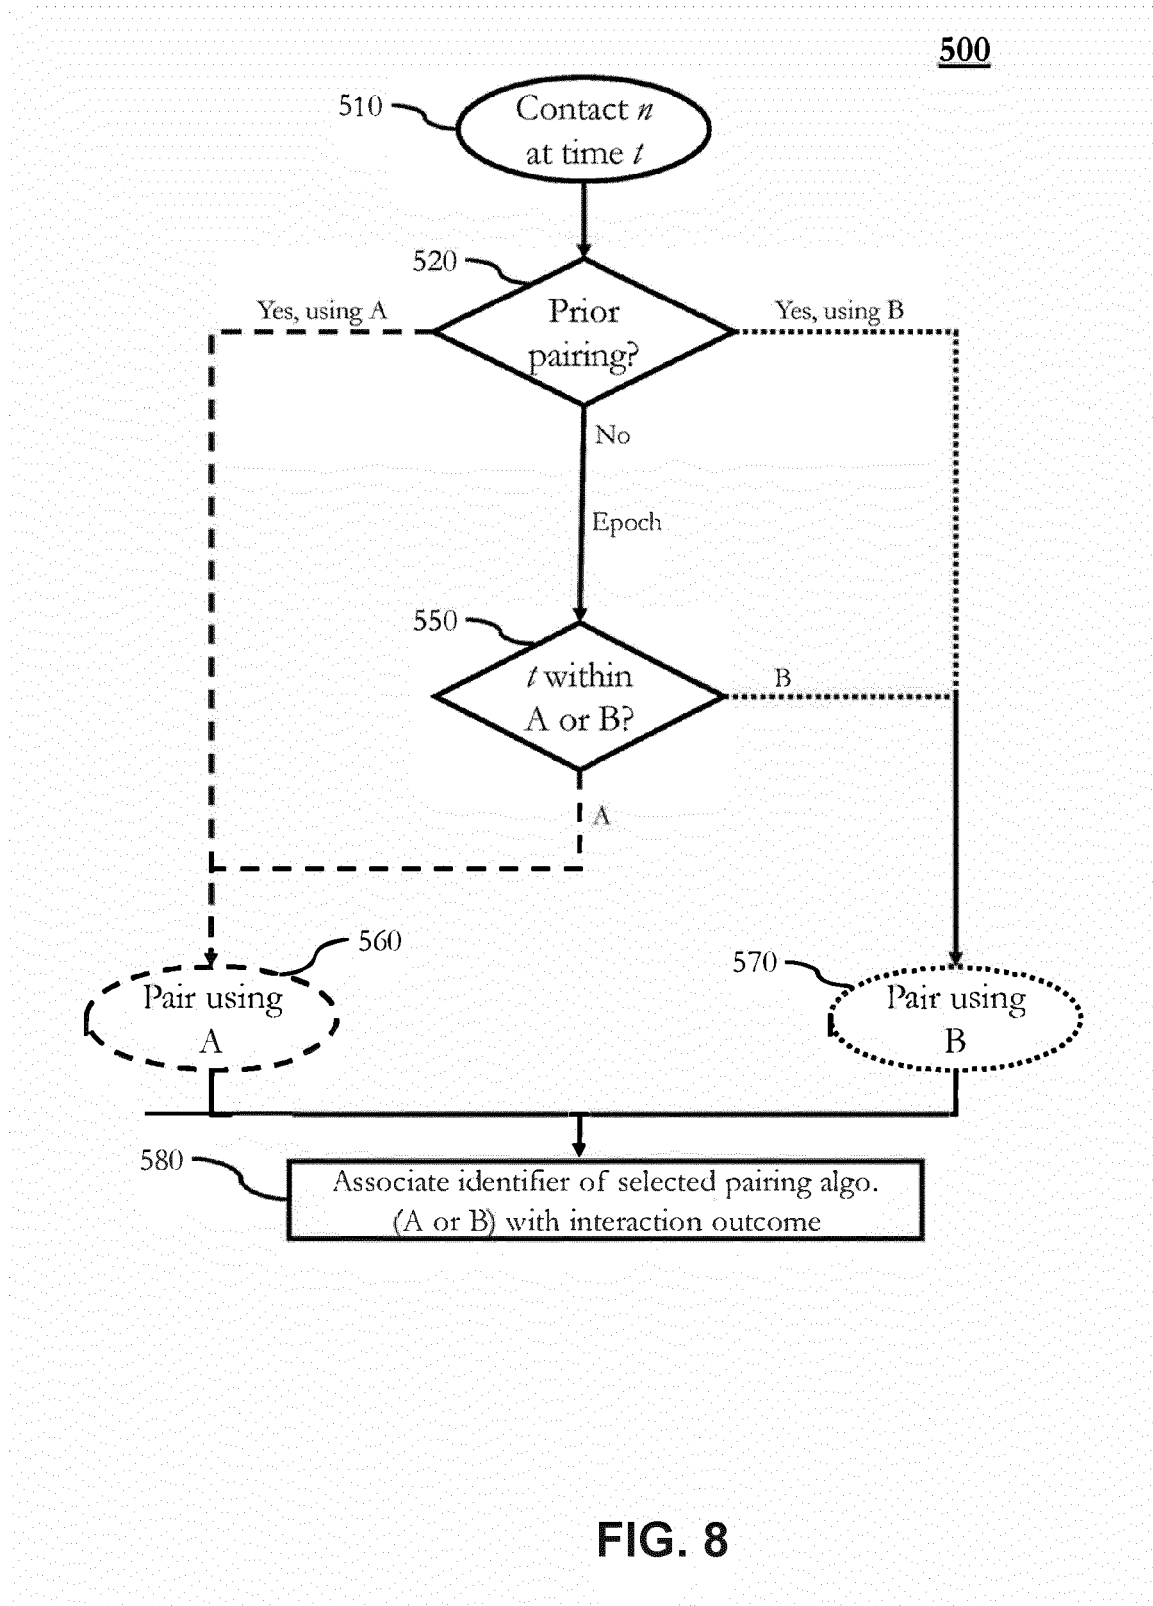 500
510
Contact n
at time t
520
Yes, using A
Prior
pairing?
Yes, using B
No
Epoch
550
t within
A or B?
B
A
560
Pair using
A
570
Pair using
B
580
Associate identifier of selected pairing algo.
(A or B) with interaction outcome
FIG. 8